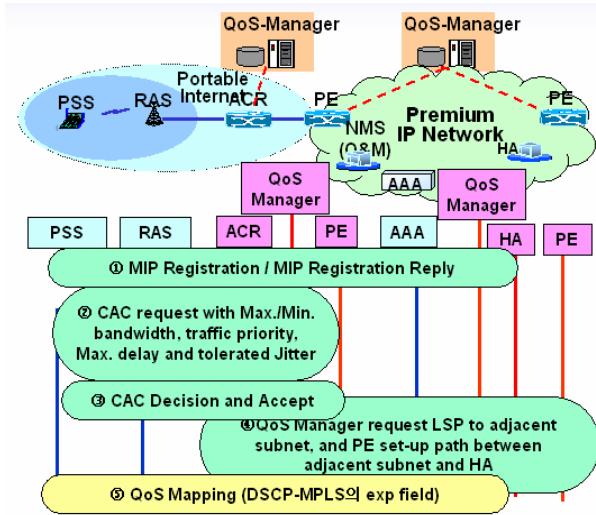 QoS-Manager
QoS-Manager
Portable
Internet
PSS
RAS
ACR
PE
Premium
IP Network
PE
NMS
(O&M)
HA
AAA
QoS
Manager
QoS
Manager
PSS
RAS
ACR
PE
AAA
HA
PE
① MIP Registration / MIP Registration Reply
② CAC request with Max./Min.
bandwidth, traffic priority,
Max. delay and tolerated Jitter
③ CAC Decision and Accept
④QoS Manager request LSP to adjacent
subnet, and PE set-up path between
adjacent subnet and HA
⑤ QoS Mapping (DSCP-MPLS의 exp field)